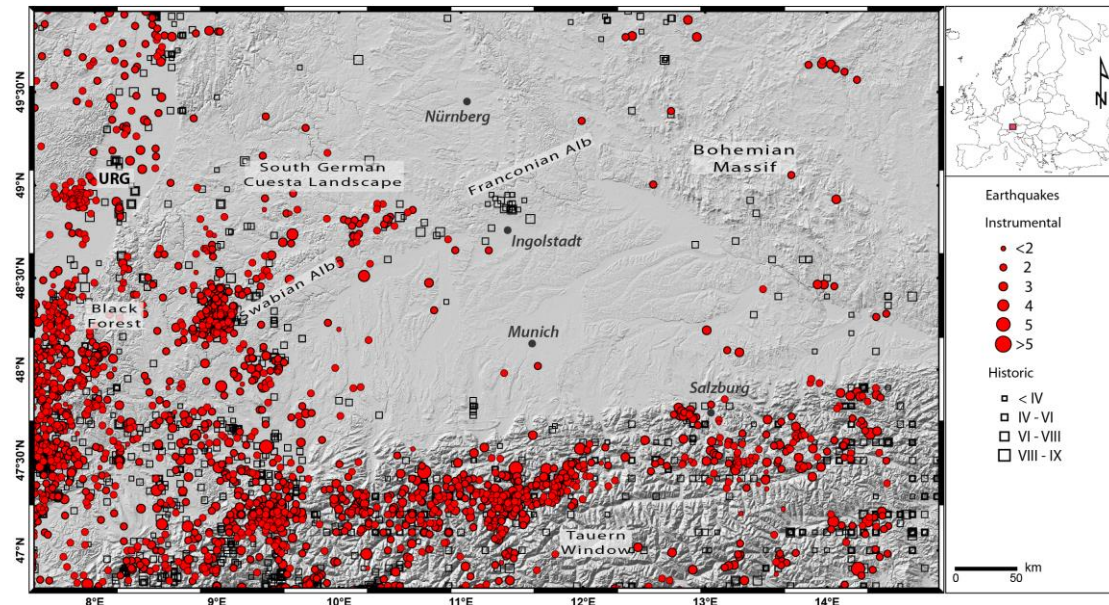 49°30'N
49°N
48°30'N
48°N
47°30'N
47°N
Nürnberg
South German
Cuesta Landscape
Franconian Alb
Bohemian
Massif
URG
Ingolstadt
Swabian Alb
Black
Forest
Munich
Salzburg
Tauern
Window
8°E
9°E
10°E
11°E
12°E
13°E
14°E
N
Earthquakes
Instrumental
<2
2
3
4
5
>5
Historic
< IV
IV - VI
VI - VIII
VIII - IX
km
0
50